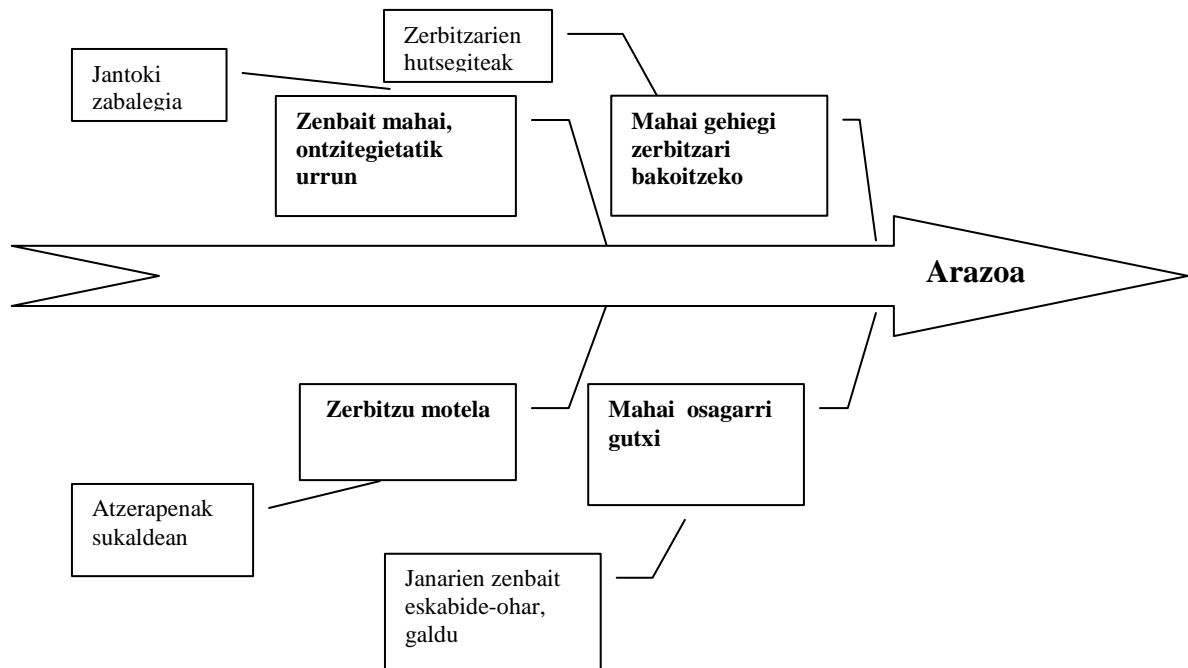 Zerbitzarien
hutsegiteak
Jantoki
zabalegia
Zenbait mahai,
ontzitegietatik
urrun
Mahai gehiegi
zerbitzari
bakoitzeko
Arazoa
Zerbitzu motela
Mahai osagarri
gutxi
Atzerapenak
sukaldean
Janarien zenbait
eskabide-ohar,
galdu